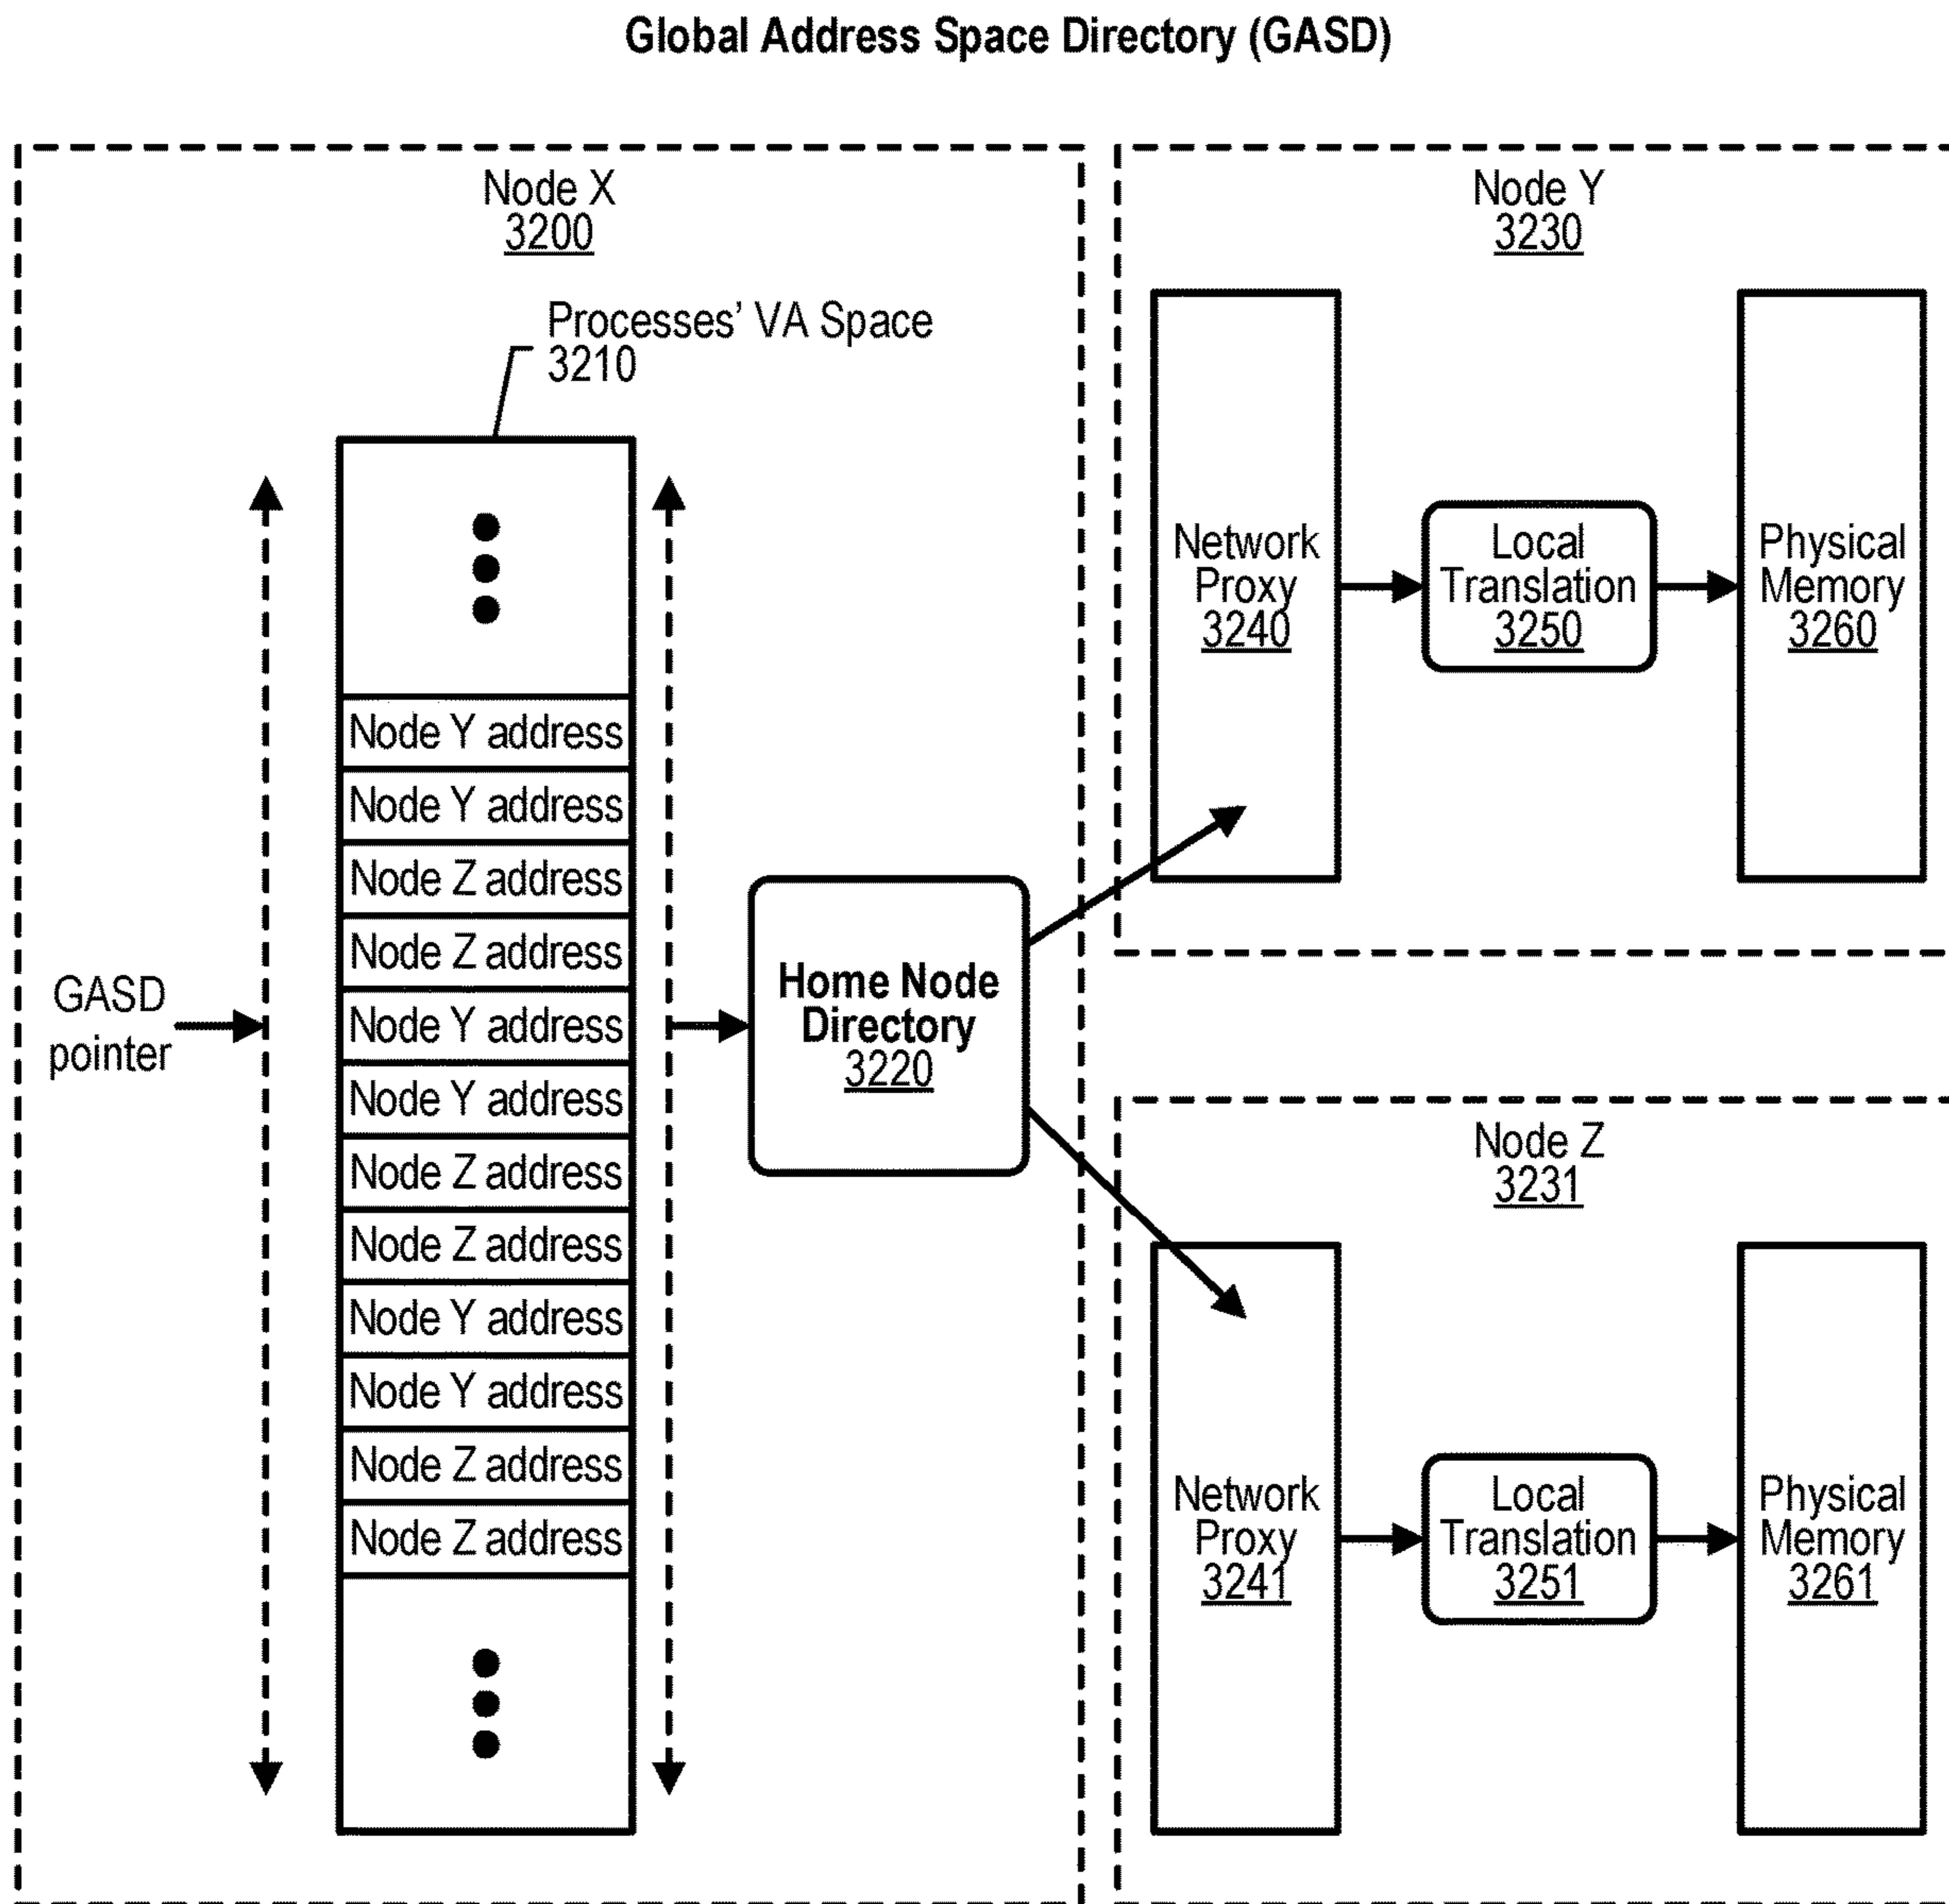 Global Address Space Directory (GASD)
Node X
3200
Processes' VA Space
3210
GASD
pointer
Node Y address
Node Y address
Node Z address
Node Z address
Node Y address
Node Y address
Node Z address
Node Z address
Node Y address
Node Y address
Node Z address
Node Z address
Home Node
Directory
3220
Node Y
3230
Network
Proxy
3240
Local
Translation
3250
Physical
Memory
3260
Node Z
3231
Network
Proxy
3241
Local
Translation
3251
Physical
Memory
3261